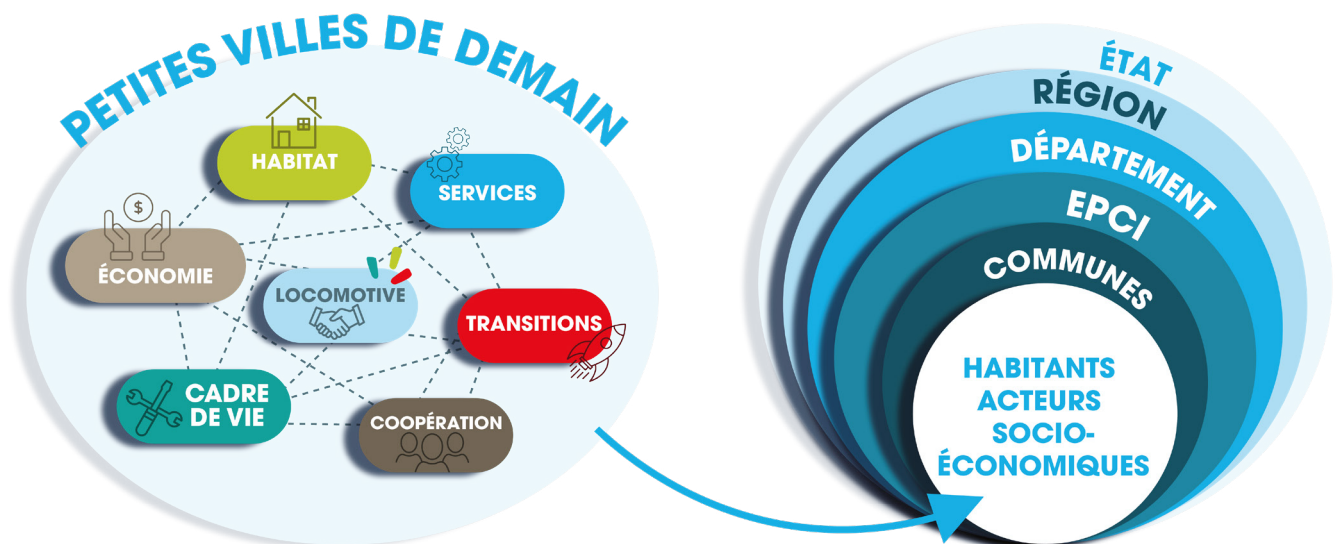 PETITES VILLES DE DEMAIN
HABITAT
SERVICES
$
ÉCONOMIE
LOCOMOTIVE
TRANSITIONS
CADRE
DE VIE
COOPÉRATION
ÉTAT
RÉGION
DÉPARTEMENT
EPCI
COMMUNES
HABITANTS
ACTEURS
SOCIO-
ÉCONOMIQUES